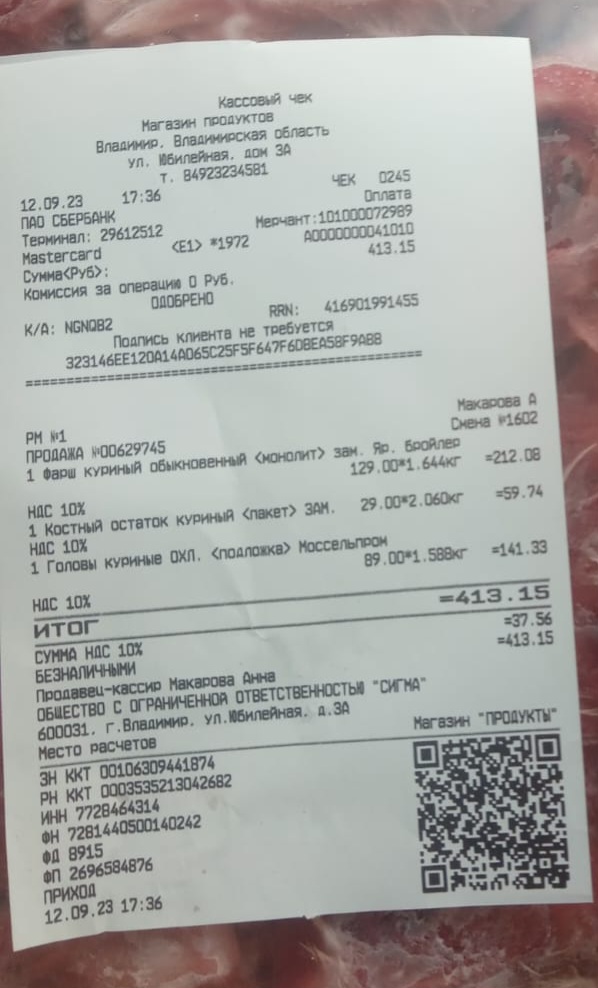 Кассовый чек
Магазин продуктов
Владимир, Владимирская область
ул. Юбилейная, дом 3А
т. 84923234581
12.09.23 17:36 ЧЕК 0245
ПАО СБЕРБАНК Оплата
Терминал: 29612512 Мерчант:101000072989
Mastercard <E1> *1972 A0000000041010
Сумма<Руб>: 413.15
Комиссия за операцию 0 Руб.
ОДОБРЕНО
К/А: NGNQB2 RRN: 416901991455
Подпись клиента не требуется
323146EE120A14AD65C25F5F647F6DBEA58F9AB8
================================================
Макарова А
РМ №1 Смена №1602
ПРОДАЖА №00629745
1 Фарш куриный обыкновенный <монолит> зам. Яр. бройлер
129.00*1.644кг =212.08
НДС 10%
1 Костный остаток куриный <пакет> ЗАМ. 29.00*2.060кг =59.74
НДС 10%
1 Головы куриные ОХЛ. <подложка> Моссельпром
89.00*1.588кг =141.33
НДС 10%
ИТОГ =413.15
СУММА НДС 10% =37.56
БЕЗНАЛИЧНЫМИ =413.15
Продавец-кассир Макарова Анна
ОБЩЕСТВО С ОГРАНИЧЕННОЙ ОТВЕТСТВЕННОСТЬЮ "СИГМА"
600031, г.Владимир, ул.Юбилейная, д.3А
Место расчетов Магазин "ПРОДУКТЫ"
ЗН ККТ 00106309441874
РН ККТ 0003535213042682
ИНН 7728464314
ФН 7281440500140242
ФД 8915
ФП 2696584876
ПРИХОД
12.09.23 17:36